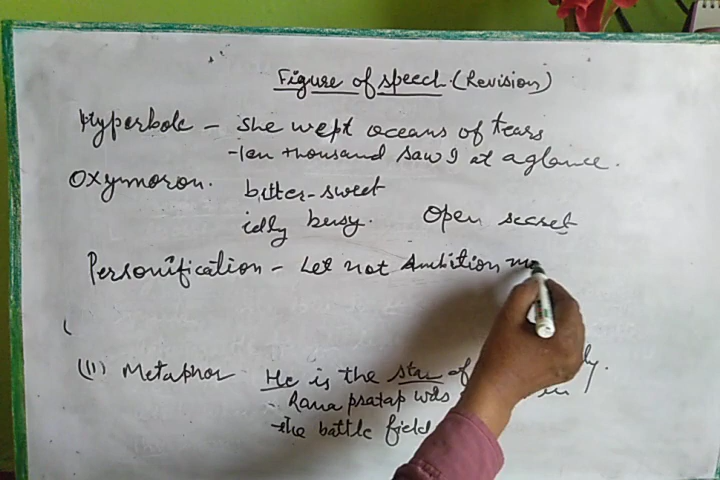 Figure of speech (Revision)
Hyperbole - She wept oceans of tears
-Ten thousand saw I at a glance.
Oxymoron. bitter-sweet
idly busy. Open secret
Personification - Let not Ambition
(II) Metaphor He is the star of
- Rana pratap was
the battle field